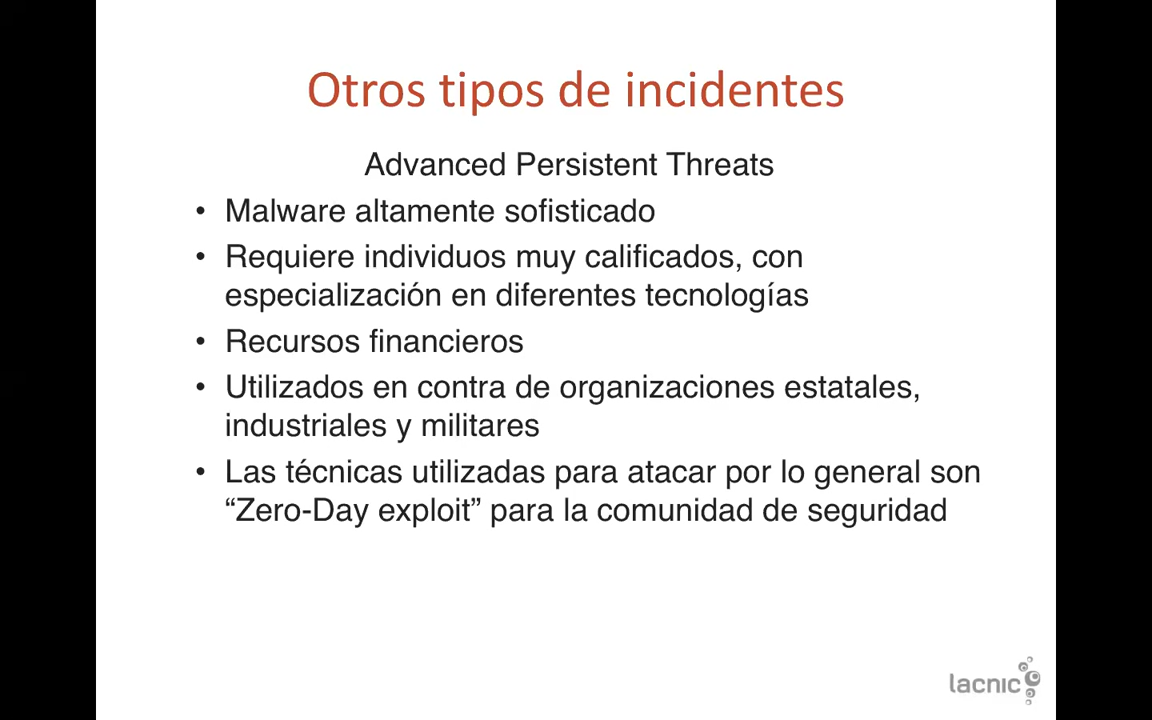 Otros tipos de incidentes
Advanced Persistent Threats
• Malware altamente sofisticado
• Requiere individuos muy calificados, con
especialización en diferentes tecnologías
• Recursos financieros
• Utilizados en contra de organizaciones estatales,
industriales y militares
• Las técnicas utilizadas para atacar por lo general son
“Zero-Day exploit” para la comunidad de seguridad
lacnic